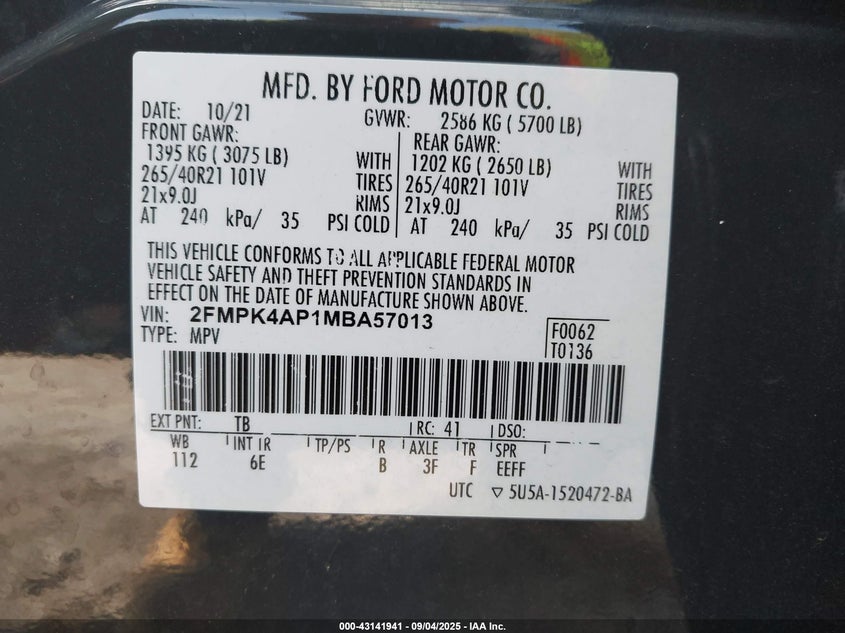 MFD. BY FORD MOTOR CO.
DATE: 10/21 GVWR: 2586 KG ( 5700 LB)
FRONT GAWR: REAR GAWR:
1395 KG ( 3075 LB) WITH 1202 KG ( 2650 LB) WITH
265/40R21 101V TIRES 265/40R21 101V TIRES
21x9.0J RIMS 21x9.0J RIMS
AT 240 kPa/ 35 PSI COLD AT 240 kPa/ 35 PSI COLD
THIS VEHICLE CONFORMS TO ALL APPLICABLE FEDERAL MOTOR
VEHICLE SAFETY AND THEFT PREVENTION STANDARDS IN
EFFECT ON THE DATE OF MANUFACTURE SHOWN ABOVE.
VIN: 2FMPK4AP1MBA57013 F0062
TYPE: MPV T0136
EXT PNT: TB RC: 41 DSO:
WB INT TR TP/PS R AXLE TR SPR
112 6E B 3F F EEFF
UTC ▽ 5U5A-1520472-BA
000-43141941 - 09/04/2025 - IAA Inc.